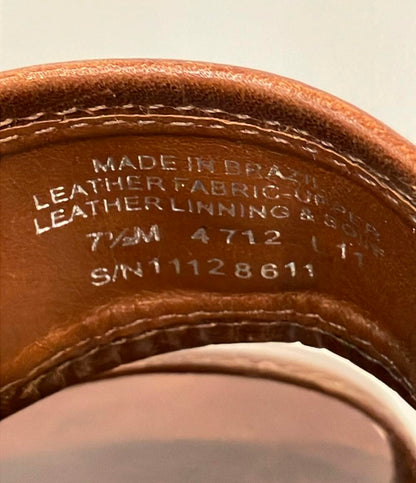 MADE IN BRAZIL
LEATHER FABRIC-UPPER
LEATHER LINNING & SOLE
7½M 4712 L 11
S/N11128611